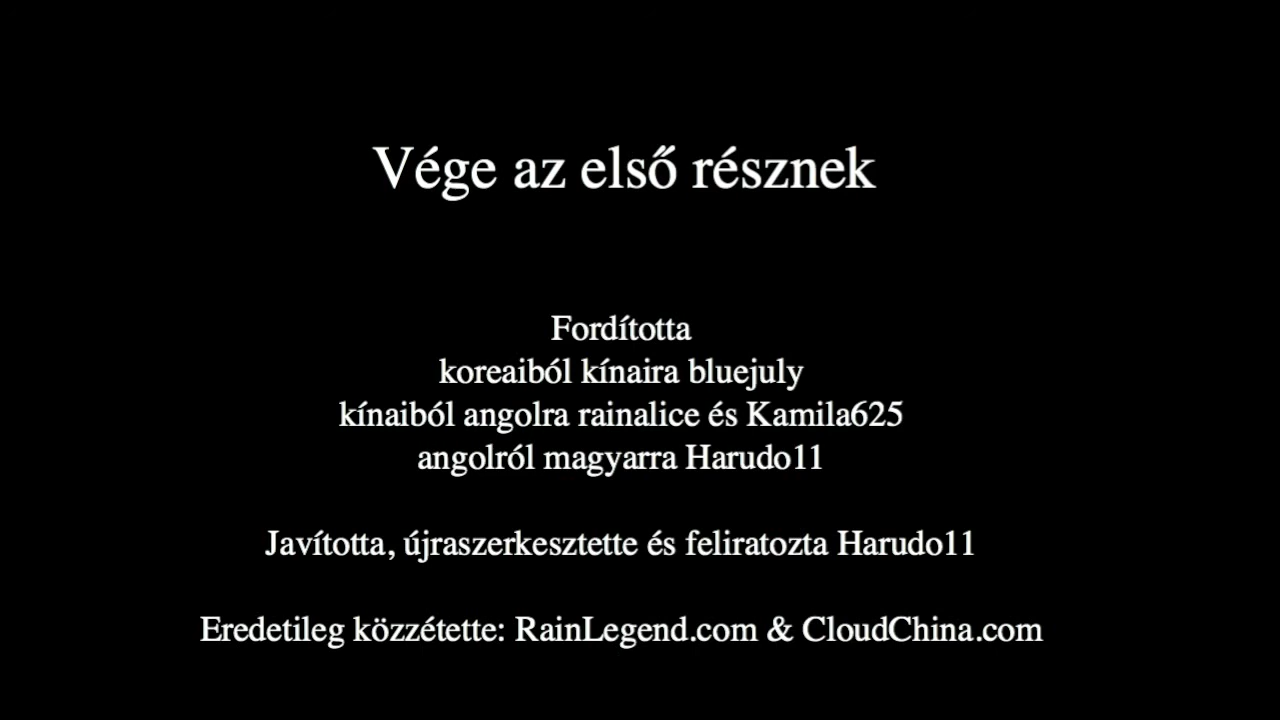 Vége az első résznek
Fordította
koreaiból kínaira bluejuly
kínaiból angolra rainalice és Kamila625
angolról magyarra Harudo11
Javította, újraszerkesztette és feliratozta Harudo11
Eredetileg közzétette: RainLegend.com & CloudChina.com